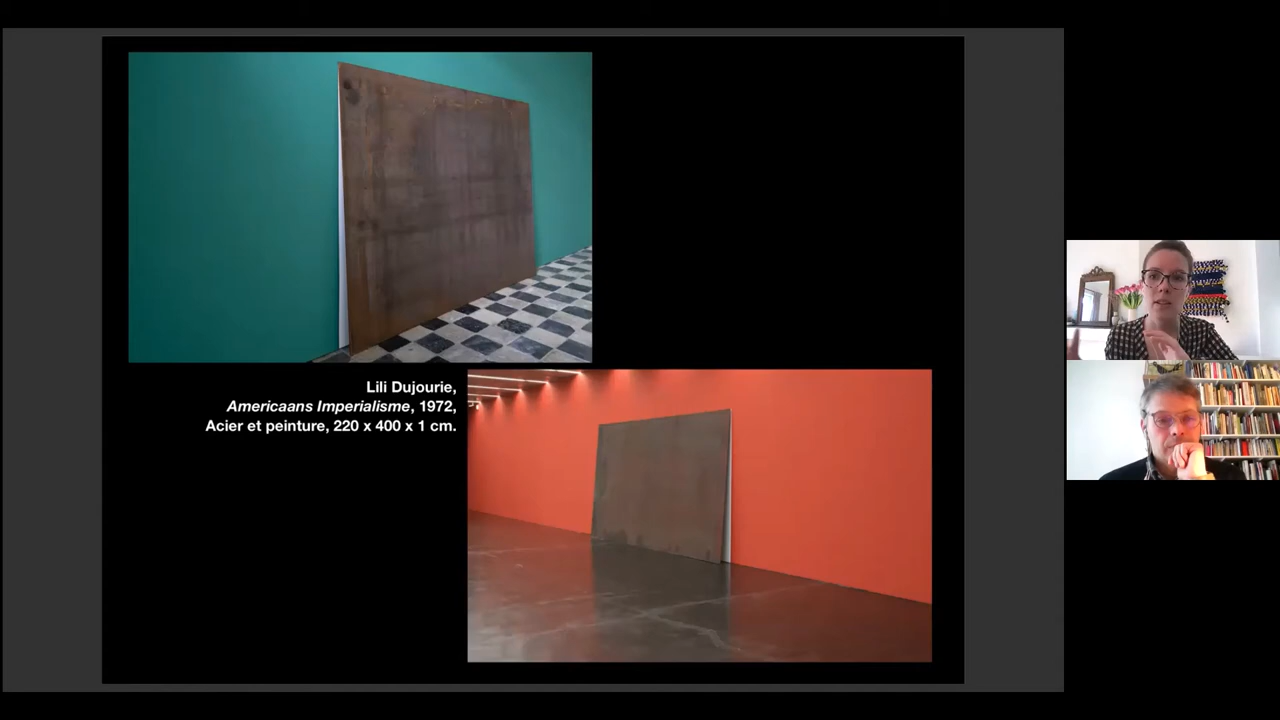 Lili Dujourie,
Americaans Imperialisme, 1972,
Acier et peinture, 220 x 400 x 1 cm.